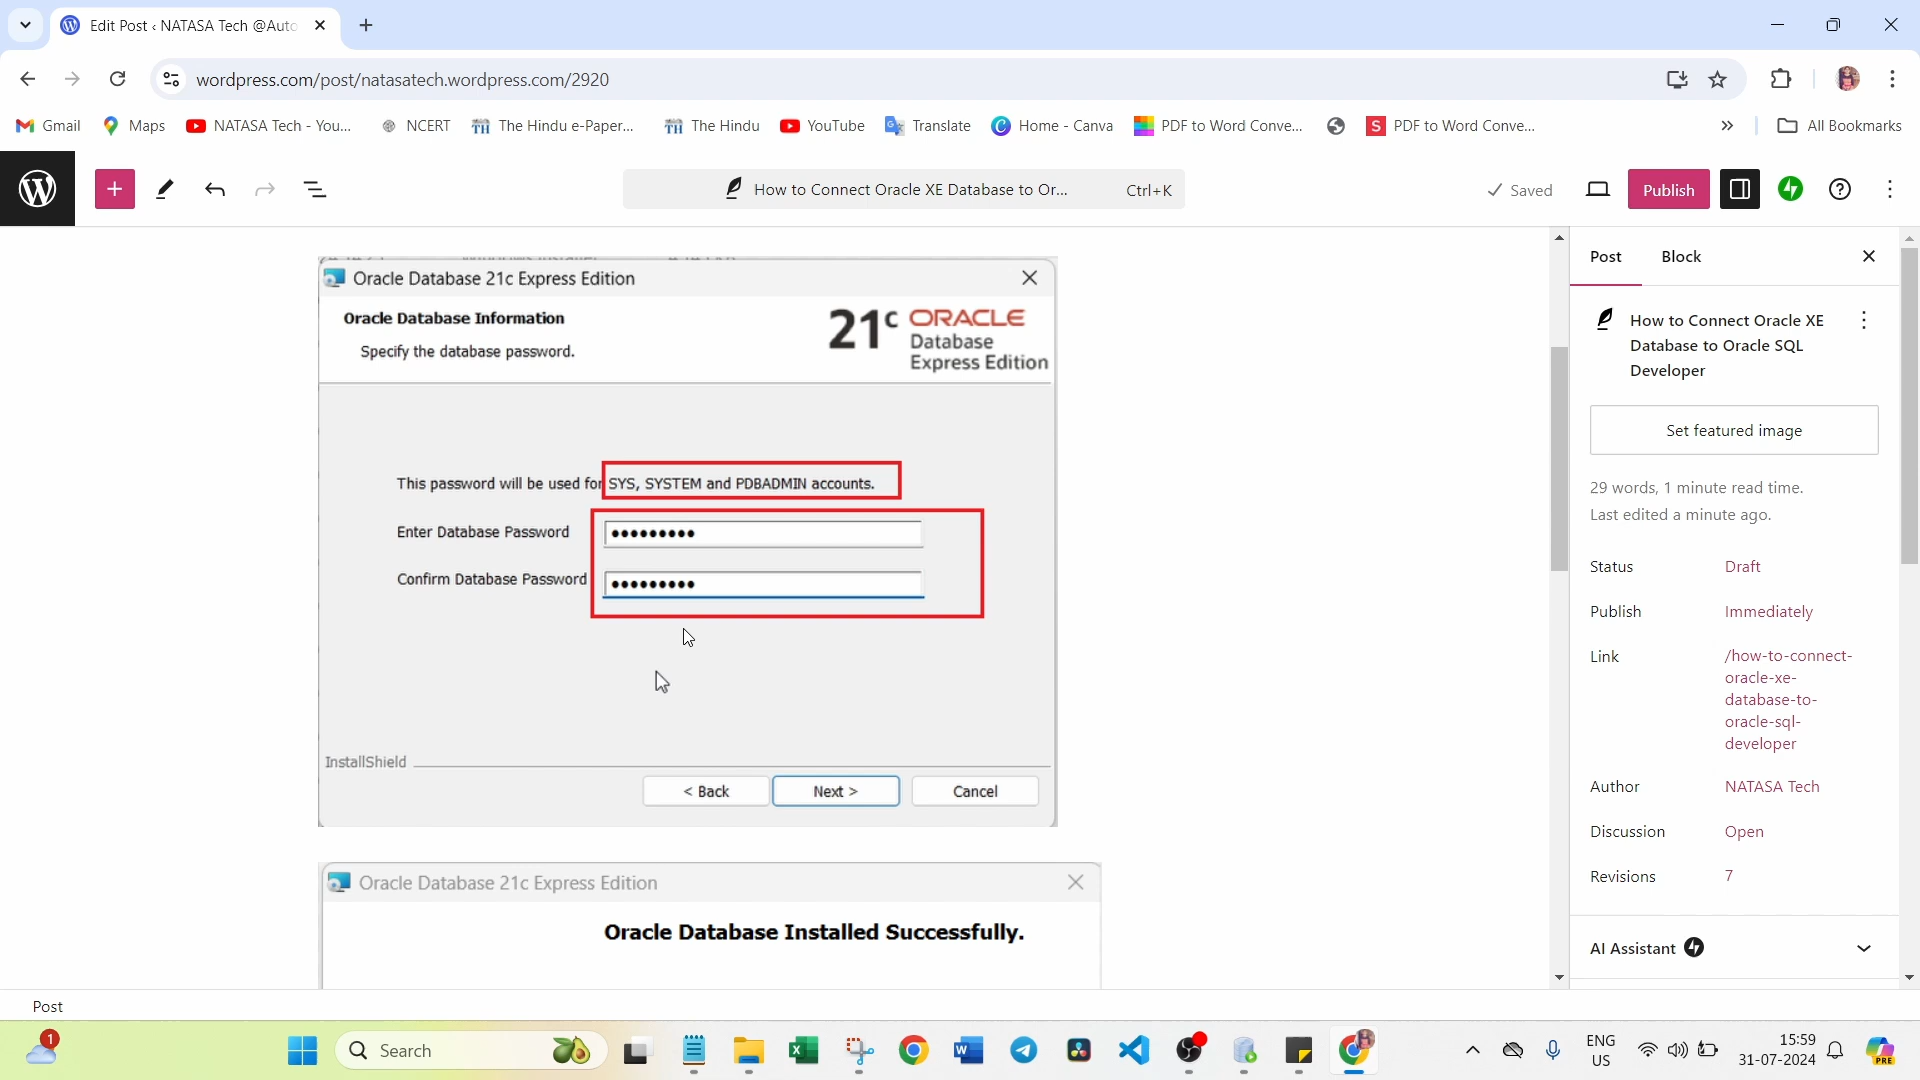 Edit Post ‹ NATASA Tech @Auto
wordpress.com/post/natasatech.wordpress.com/2920
Gmail
Maps
NATASA Tech - You...
NCERT
The Hindu e-Paper...
The Hindu
YouTube
Translate
Home - Canva
PDF to Word Conve...
PDF to Word Conve...
All Bookmarks
How to Connect Oracle XE Database to Or...
Ctrl+K
Saved
Publish
Oracle Database 21c Express Edition
Oracle Database Information
Specify the database password.
21c ORACLE
Database
Express Edition
This password will be used for SYS, SYSTEM and PDBADMIN accounts.
Enter Database Password
Confirm Database Password
InstallShield
< Back
Next >
Cancel
Oracle Database 21c Express Edition
Oracle Database Installed Successfully.
Post
Block
How to Connect Oracle XE
Database to Oracle SQL
Developer
Set featured image
29 words, 1 minute read time.
Last edited a minute ago.
Status Draft
Publish Immediately
Link /how-to-connect-
oracle-xe-
database-to-
oracle-sql-
developer
Author NATASA Tech
Discussion Open
Revisions 7
AI Assistant
Post
1
Search
ENG
US
15:59
31-07-2024
PRE